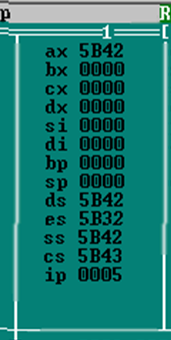 p R
1 [
ax 5B42
bx 0000
cx 0000
dx 0000
si 0000
di 0000
bp 0000
sp 0000
ds 5B42
es 5B32
ss 5B42
cs 5B43
ip 0005